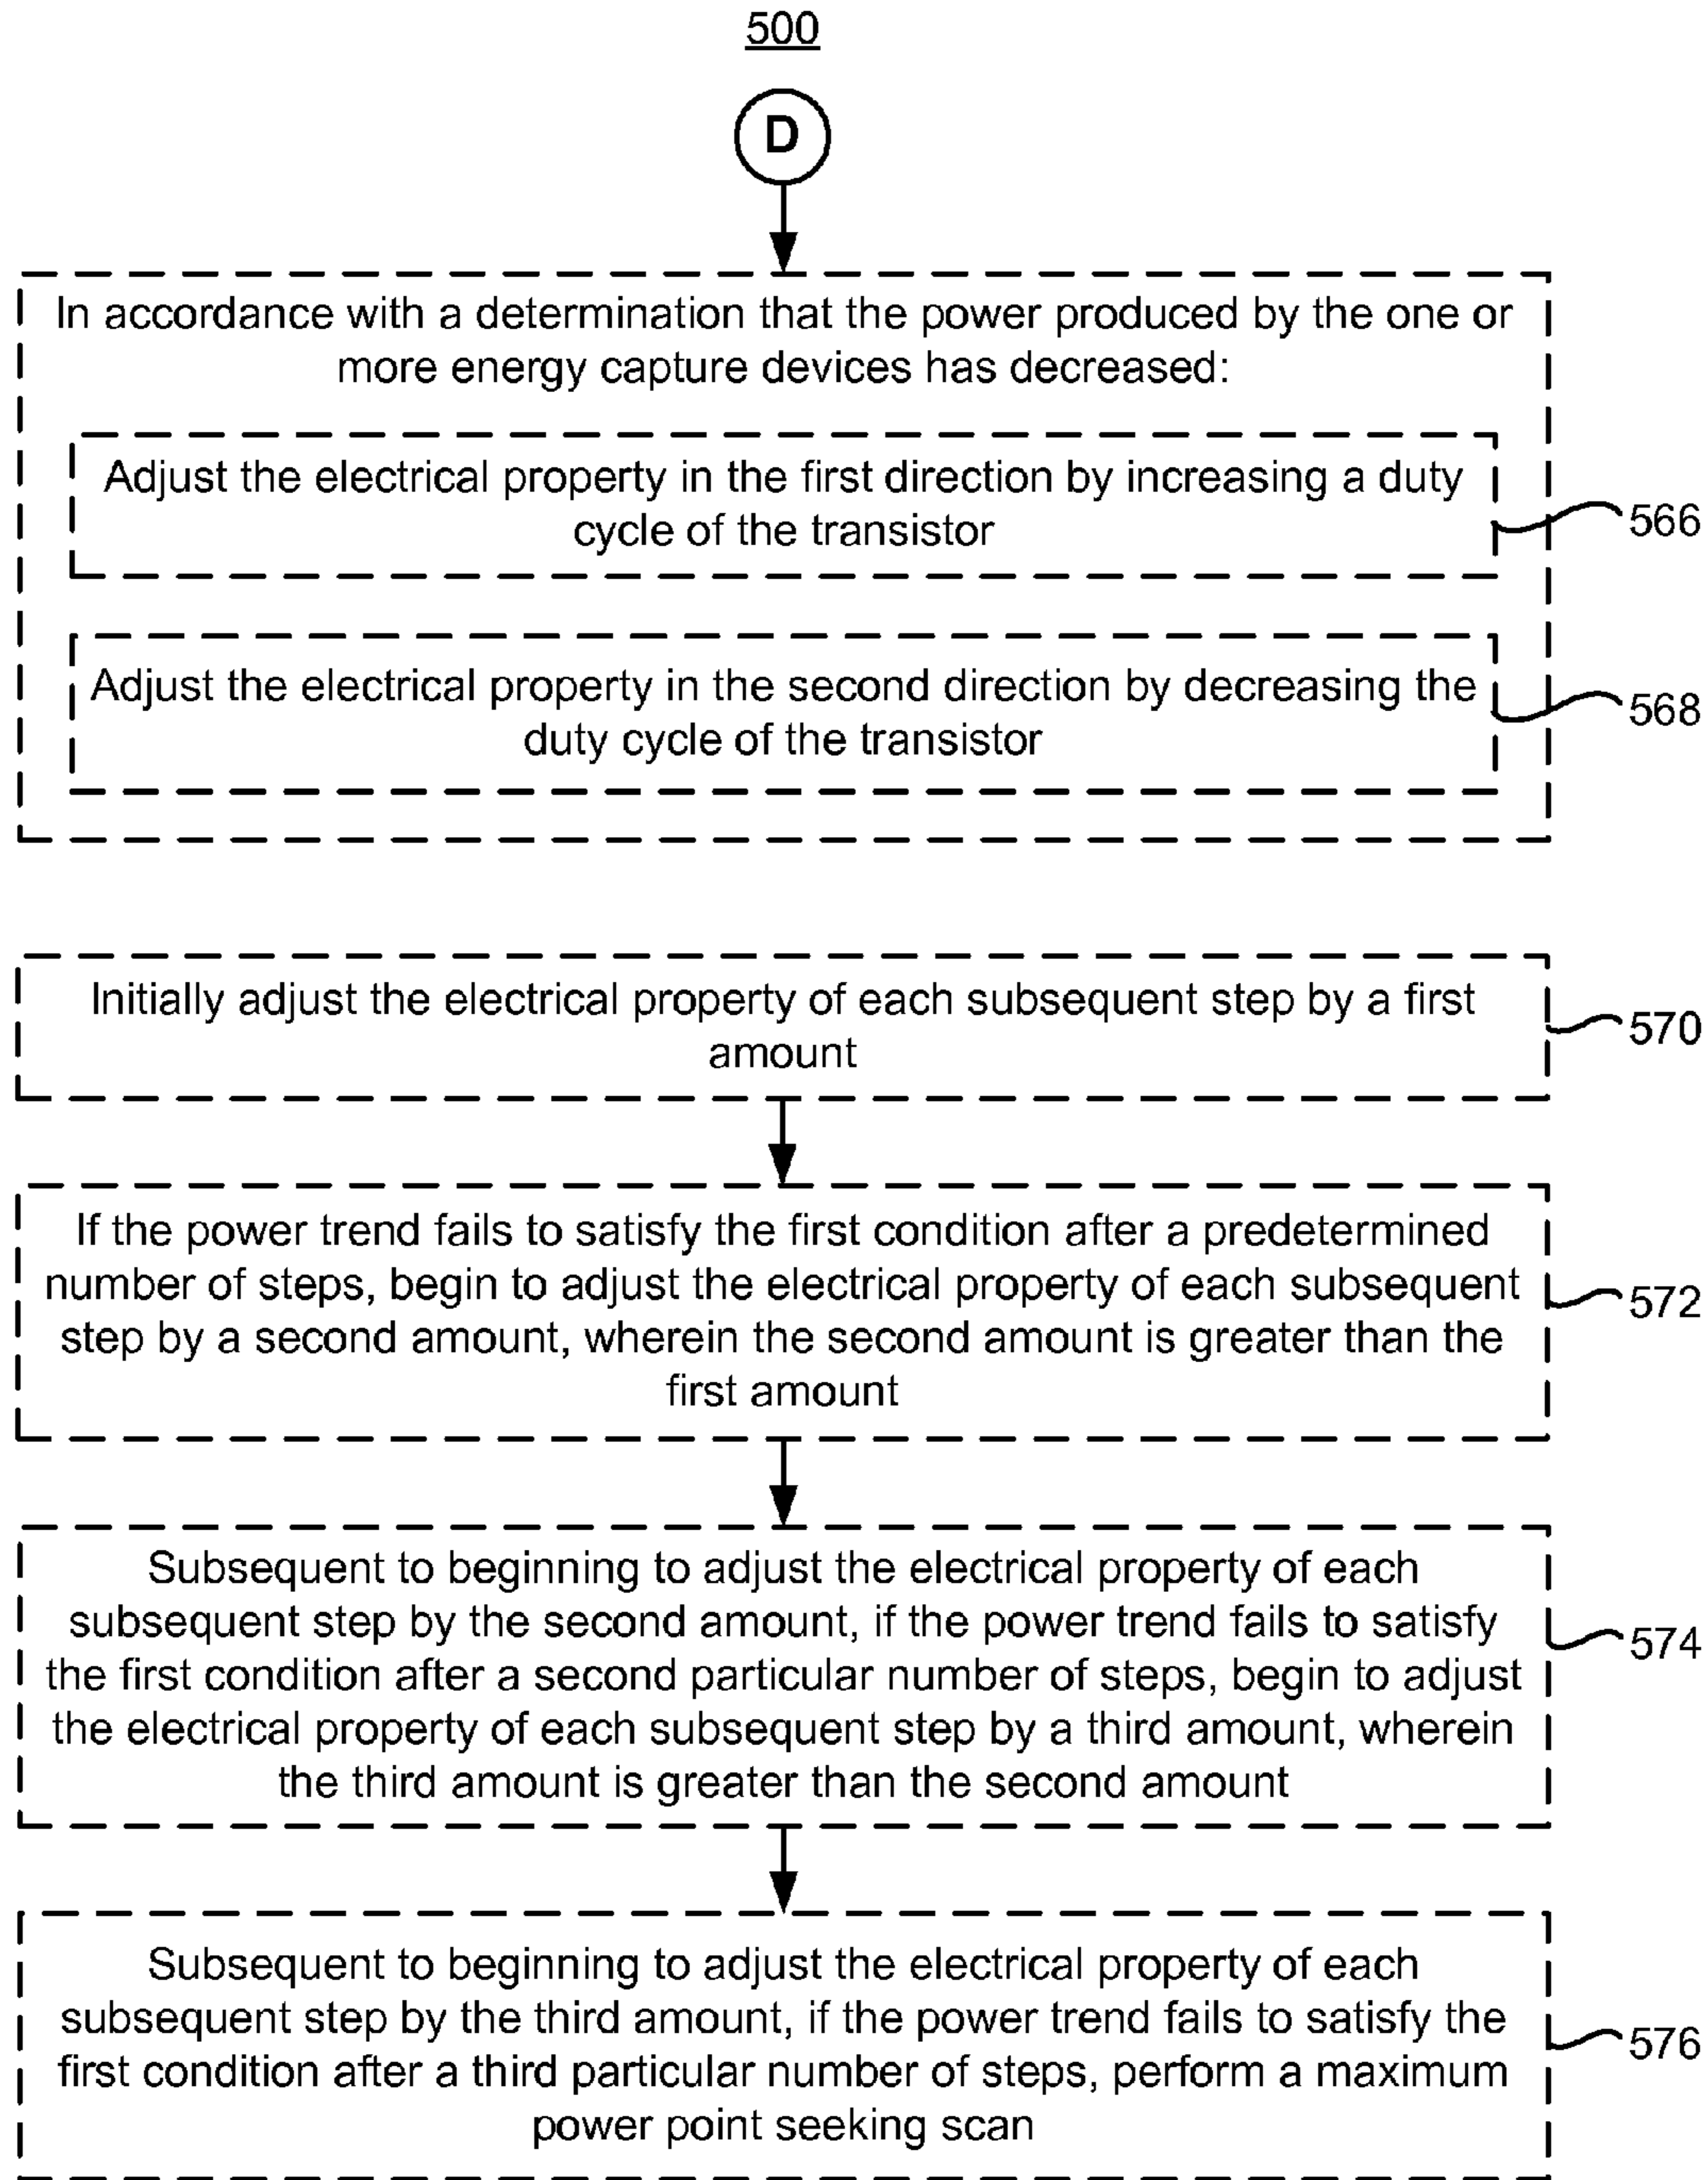 500
D
In accordance with a determination that the power produced by the one or
more energy capture devices has decreased:
Adjust the electrical property in the first direction by increasing a duty
cycle of the transistor
566
Adjust the electrical property in the second direction by decreasing the
duty cycle of the transistor
568
Initially adjust the electrical property of each subsequent step by a first
amount
570
If the power trend fails to satisfy the first condition after a predetermined
number of steps, begin to adjust the electrical property of each subsequent
step by a second amount, wherein the second amount is greater than the
first amount
572
Subsequent to beginning to adjust the electrical property of each
subsequent step by the second amount, if the power trend fails to satisfy
the first condition after a second particular number of steps, begin to adjust
the electrical property of each subsequent step by a third amount, wherein
the third amount is greater than the second amount
574
Subsequent to beginning to adjust the electrical property of each
subsequent step by the third amount, if the power trend fails to satisfy the
first condition after a third particular number of steps, perform a maximum
power point seeking scan
576